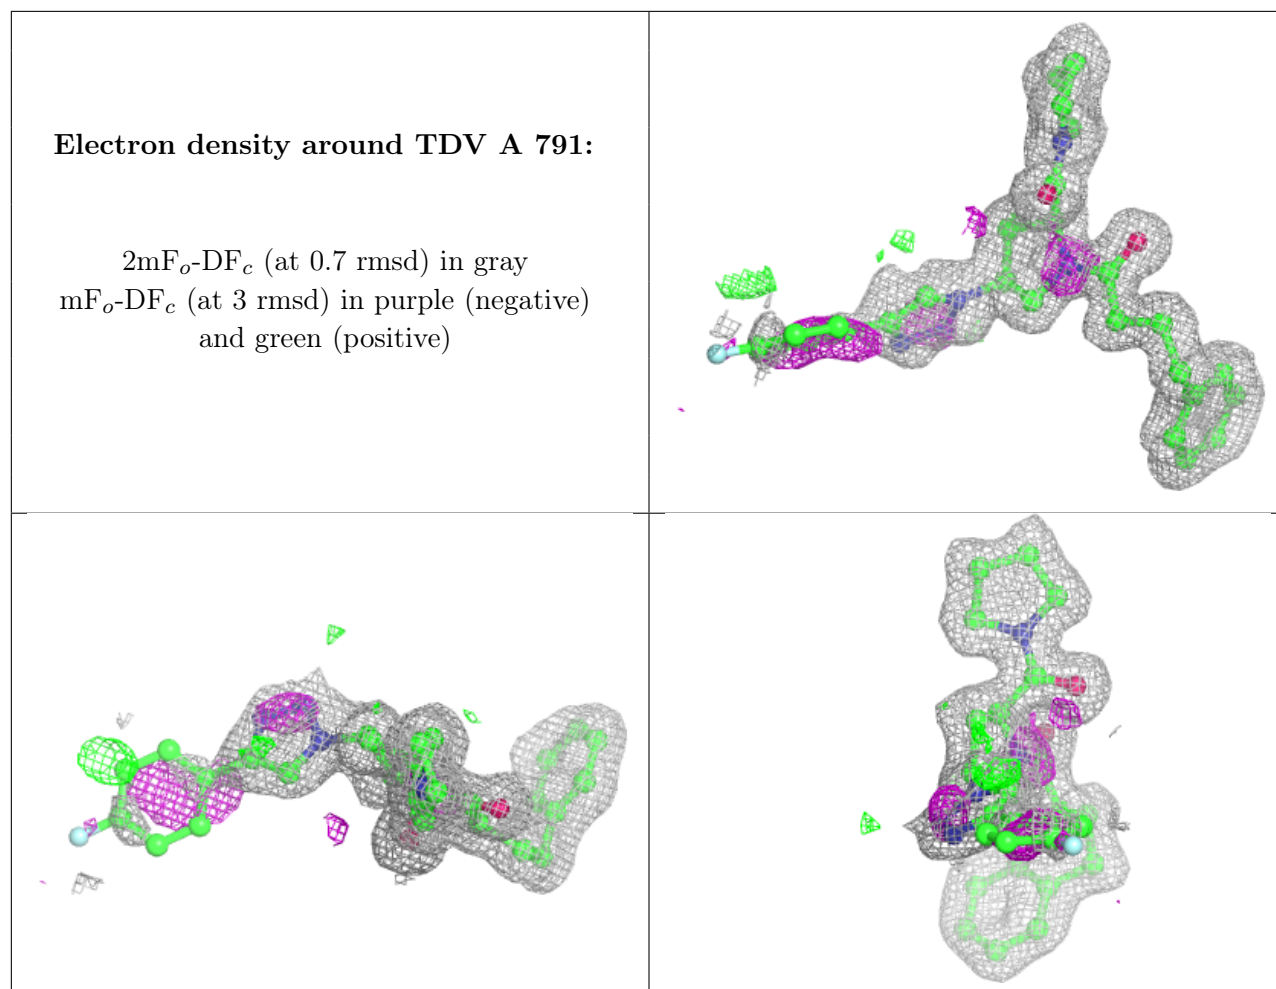 Electron density around TDV A 791:
2mFo-DFc (at 0.7 rmsd) in gray
mFo-DFc (at 3 rmsd) in purple (negative)
and green (positive)